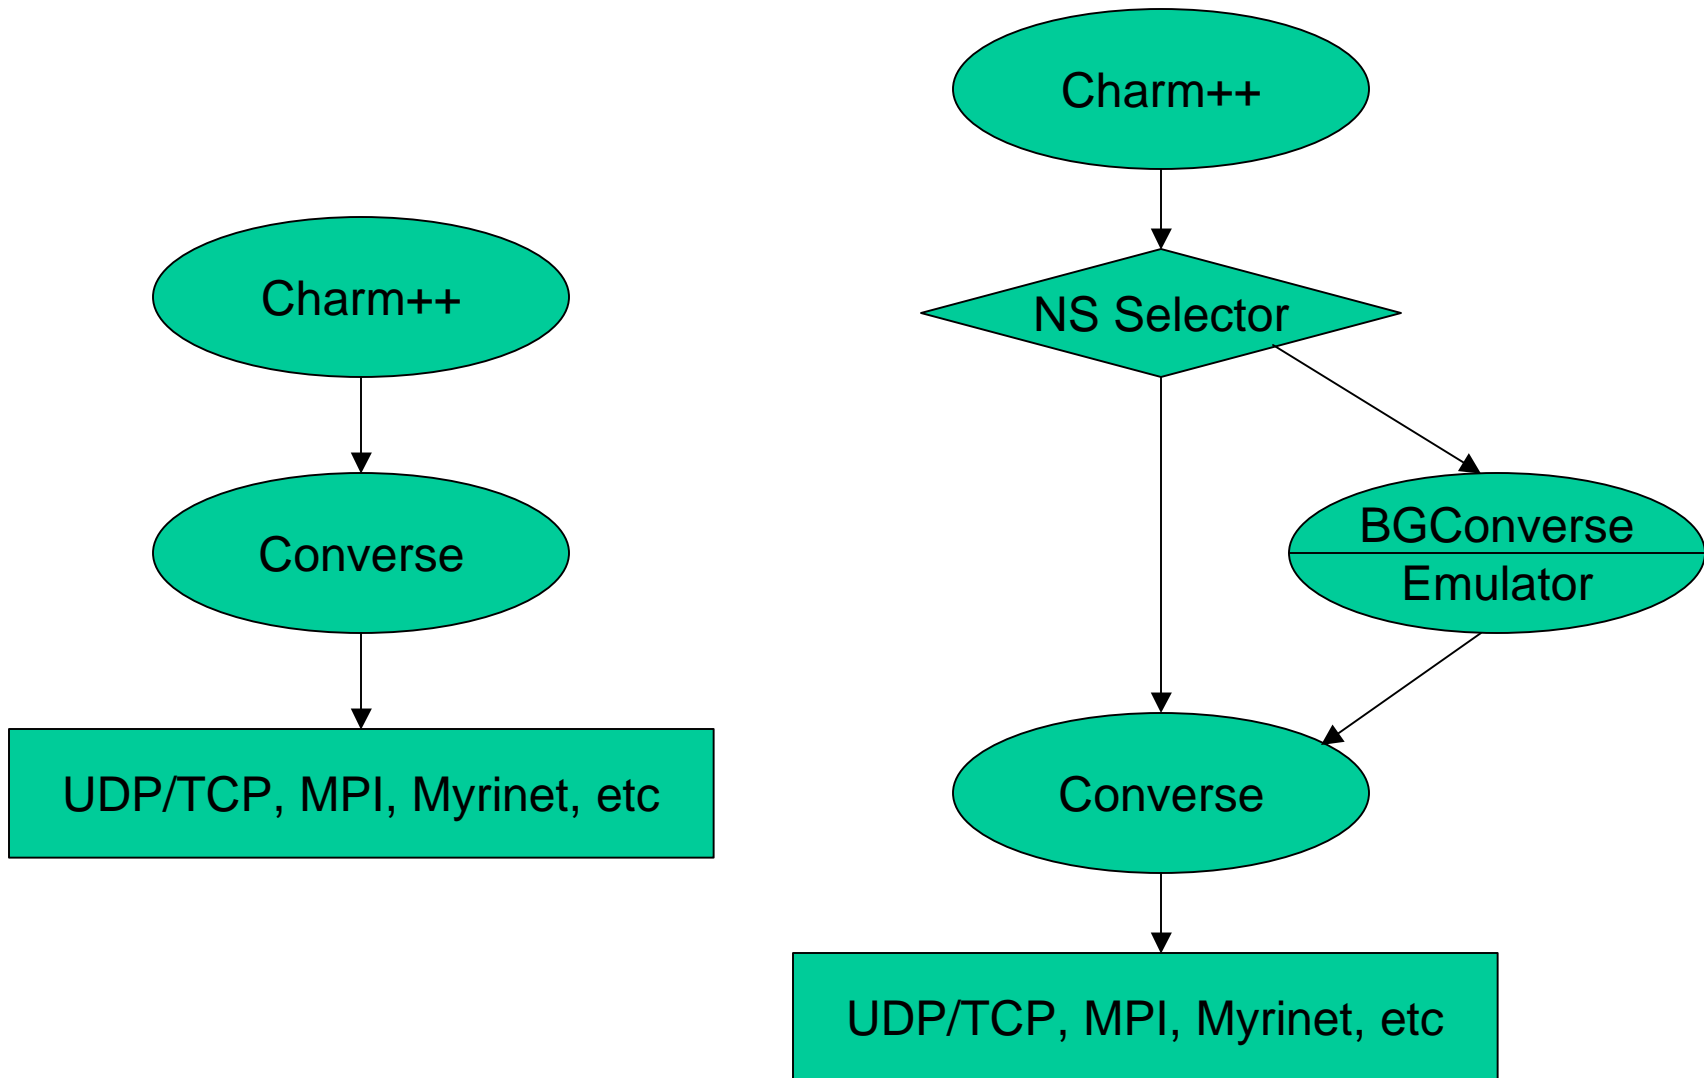 Charm++
Converse
UDP/TCP, MPI, Myrinet, etc
Charm++
NS Selector
BGConverse
Emulator
Converse
UDP/TCP, MPI, Myrinet, etc